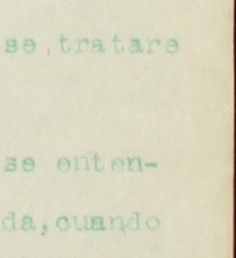 se tratare
se enten-
da, cuando